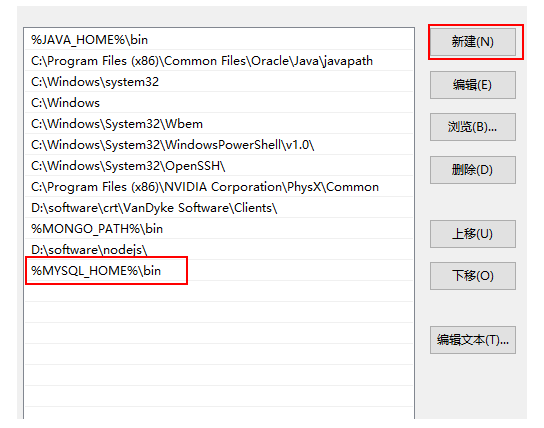 %JAVA_HOME%\bin
C:\Program Files (x86)\Common Files\Oracle\Java\javapath
C:\Windows\system32
C:\Windows
C:\Windows\System32\Wbem
C:\Windows\System32\WindowsPowerShell\v1.0\
C:\Windows\System32\OpenSSH\
C:\Program Files (x86)\NVIDIA Corporation\PhysX\Common
D:\software\crt\VanDyke Software\Clients\
%MONGO_PATH%\bin
D:\software\nodejs\
%MYSQL_HOME%\bin
新建(N)
编辑(E)
浏览(B)...
删除(D)
上移(U)
下移(O)
编辑文本(T)...